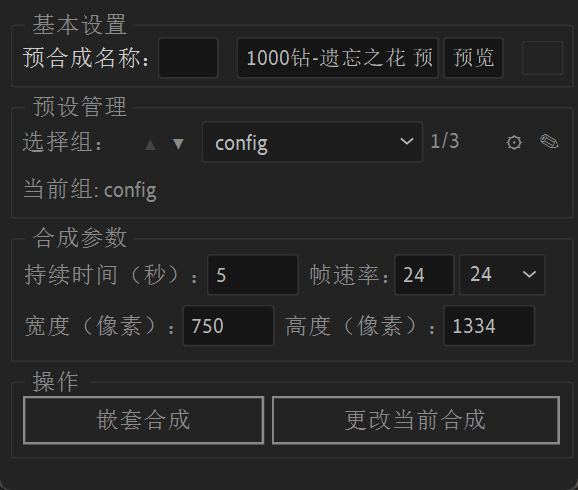 基本设置
预合成名称: 1000钻-遗忘之花 预 预览
预设管理
选择组: ▲ ▼ config 1/3 ⚙ ✎
当前组: config
合成参数
持续时间（秒）: 5 帧速率: 24 24
宽度（像素）: 750 高度（像素）: 1334
操作
嵌套合成 更改当前合成